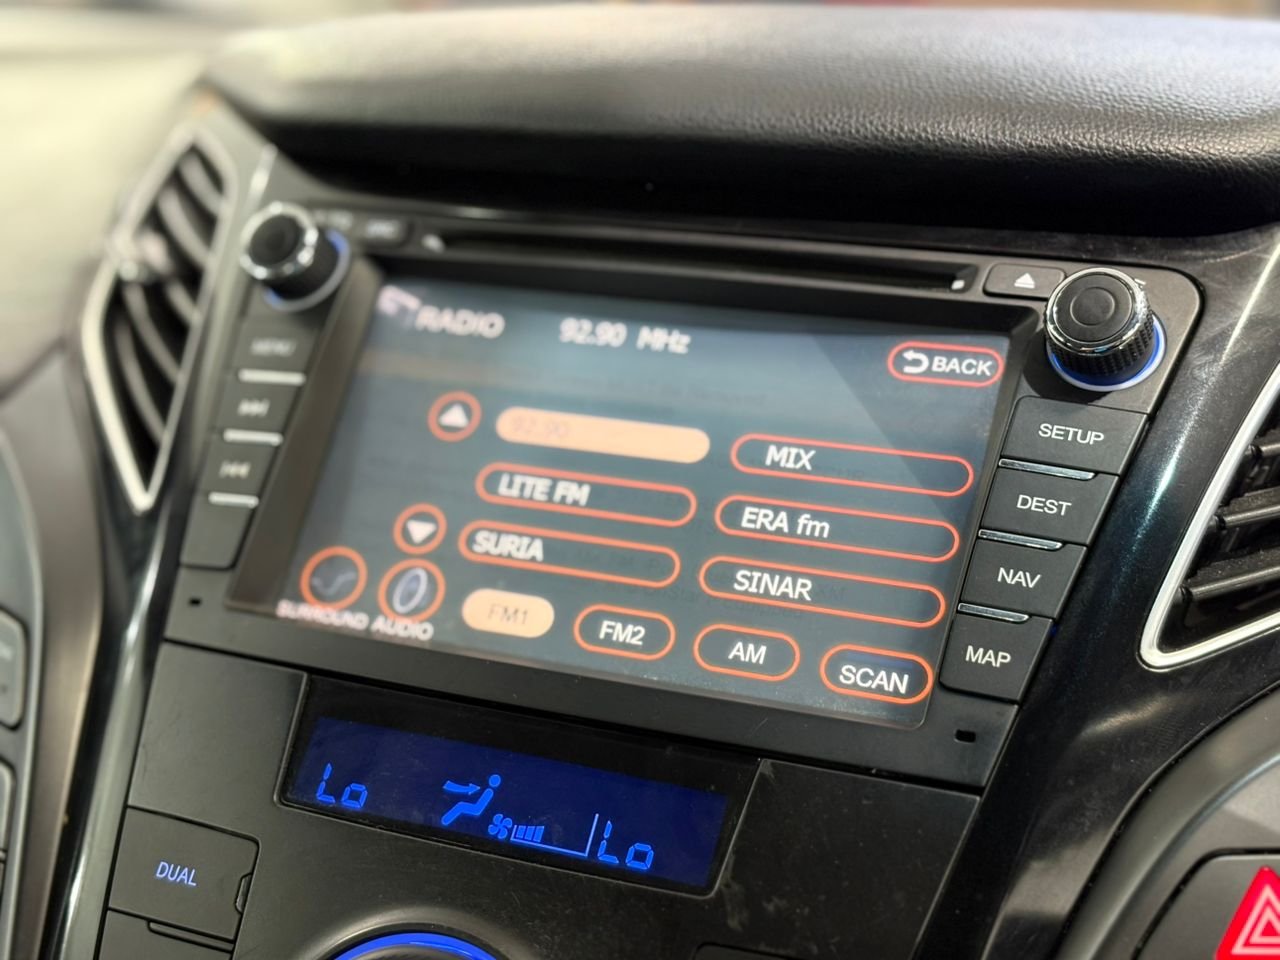 RADIO 92.90 MHz
BACK
92.90
MIX
LITE FM
ERA fm
SURIA
SINAR
SURROUND AUDIO
FM1
FM2
AM
SCAN
MENU
SETUP
DEST
NAV
MAP
Lo
Lo
DUAL